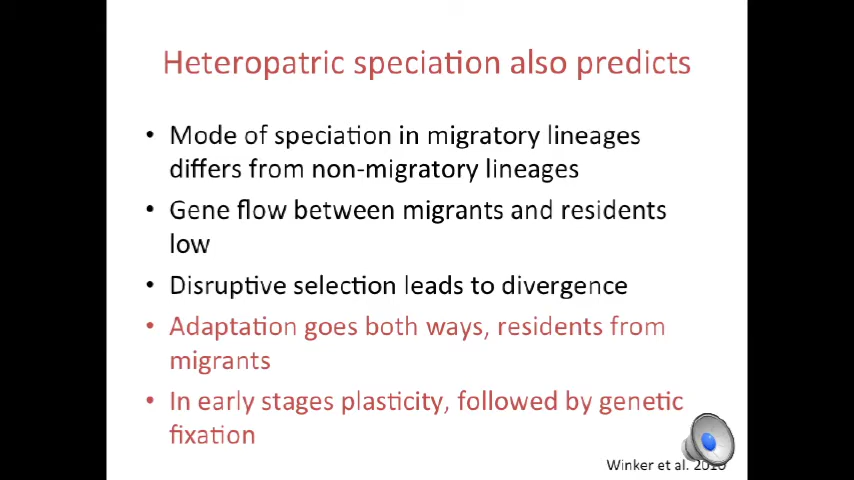 Heteropatric speciation also predicts
• Mode of speciation in migratory lineages
differs from non-migratory lineages
• Gene flow between migrants and residents
low
• Disruptive selection leads to divergence
• Adaptation goes both ways, residents from
migrants
• In early stages plasticity, followed by genetic
fixation
Winker et al.